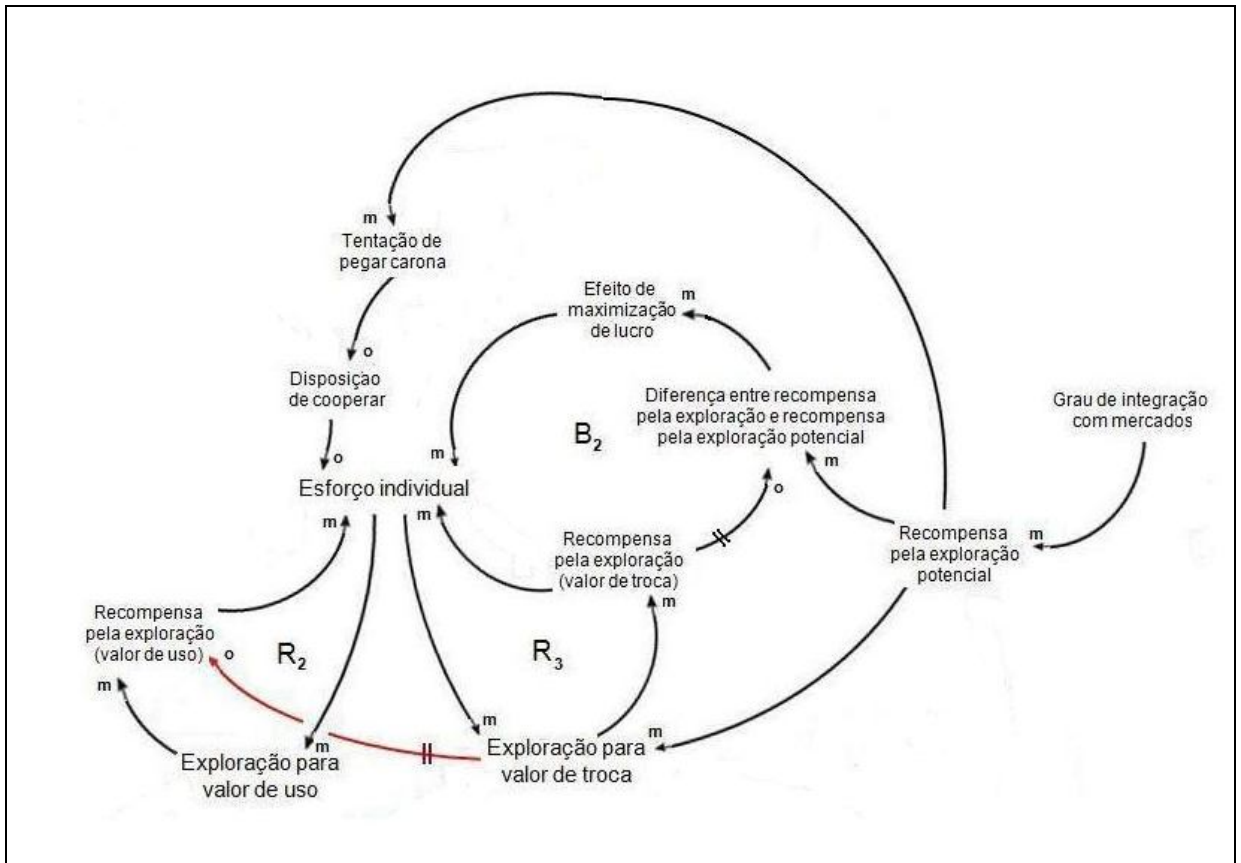 m
Tentação de
pegar carona
o
Disposiçao
de cooperar
o
Efeito de
maximização
de lucro
m
Diferença entre recompensa
pela exploração e recompensa
pela exploração potencial
m
o
Grau de integração
com mercados
B2
m
Esforço individual
m
m
Recompensa
pela exploração
(valor de troca)
m
Recompensa
pela exploração
potencial
m
Recompensa
pela exploração
(valor de uso)
o
m
R2
R3
m
Exploração para
valor de uso
m
Exploração para
valor de troca
m